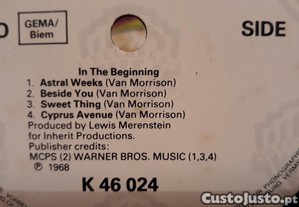 GEMA/
Biem
SIDE
In The Beginning
1. Astral Weeks (Van Morrison)
2. Beside You (Van Morrison)
3. Sweet Thing (Van Morrison)
4. Cyprus Avenue (Van Morrison)
Produced by Lewis Merenstein
for Inherit Productions.
Publisher credits:
MCPS (2) WARNER BROS. MUSIC (1,3,4)
℗ 1968
K 46 024
CustoJusto.pt